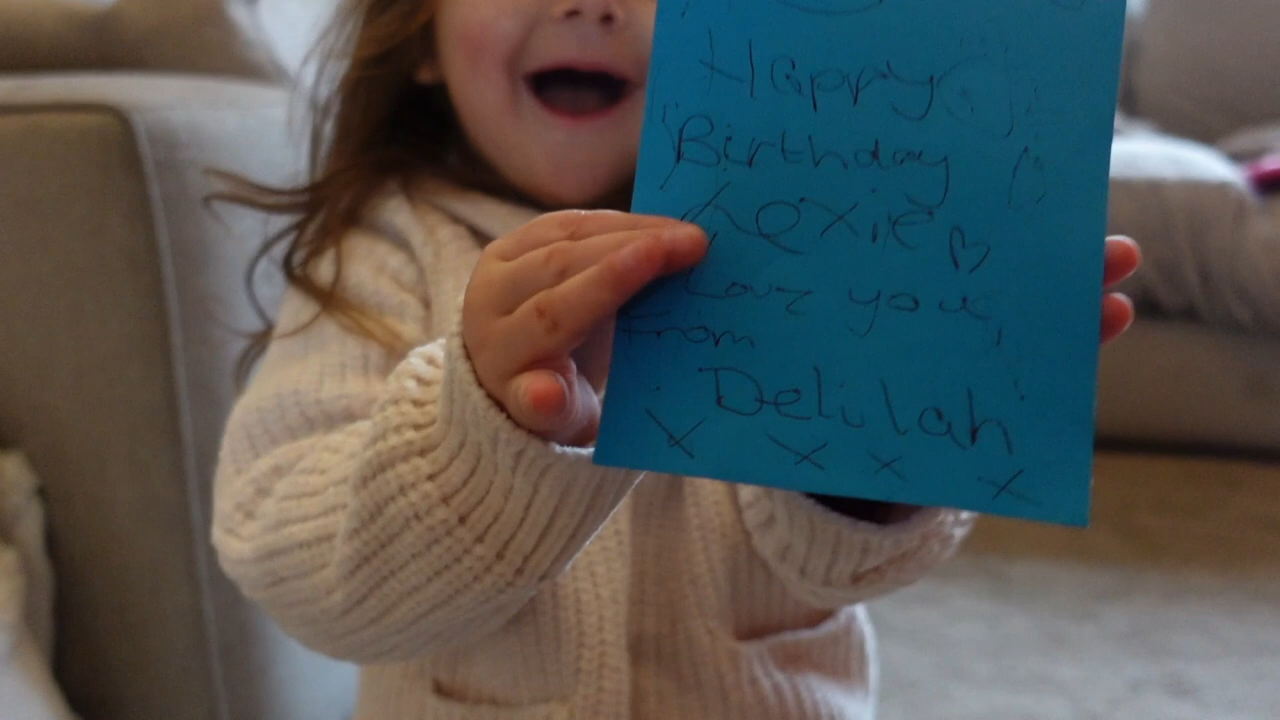 Happy
Birthday
Lexie
Love you,
From
Delilah
X X X X